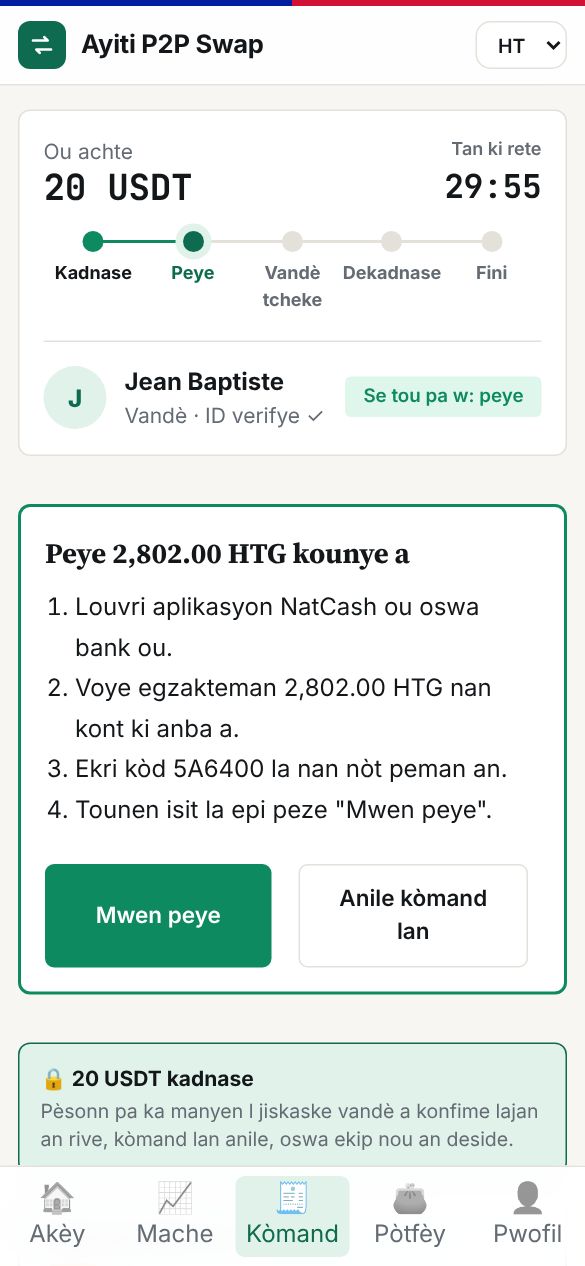 Ayiti P2P Swap
HT
Ou achte
Tan ki rete
20 USDT
29:55
Kadnase
Peye
Vandè
tcheke
Dekadnase
Fini
J
Jean Baptiste
Vandè · ID verifye ✓
Se tou pa w: peye
Peye 2,802.00 HTG kounye a
1. Louvri aplikasyon NatCash ou oswa
bank ou.
2. Voye egzakteman 2,802.00 HTG nan
kont ki anba a.
3. Ekri kòd 5A6400 la nan nòt peman an.
4. Tounen isit la epi peze "Mwen peye".
Mwen peye
Anile kòmand
lan
🔒 20 USDT kadnase
Pèsonn pa ka manyen l jiskaske vandè a konfime lajan
an rive, kòmand lan anile, oswa ekip nou an deside.
Akèy
Mache
Kòmand
Pòtfèy
Pwofil